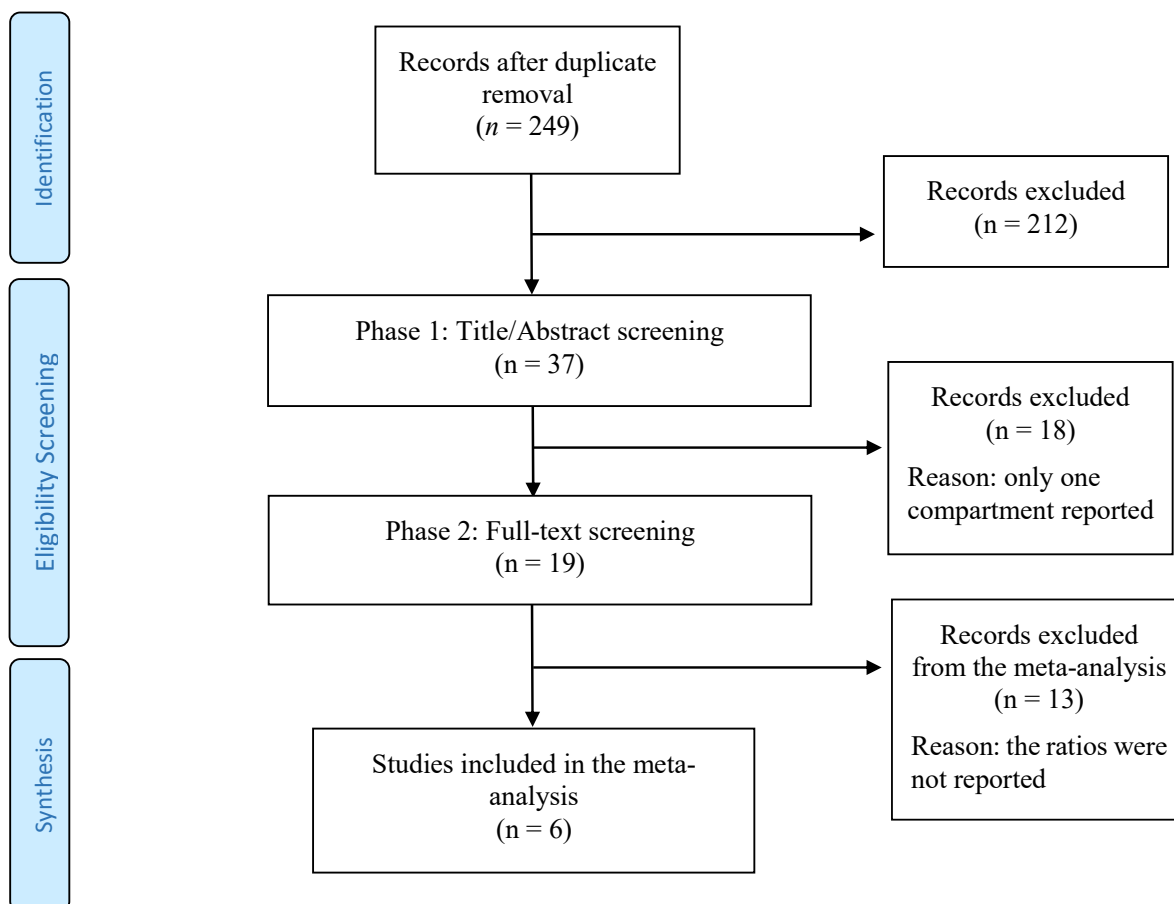 Identification
Records after duplicate
removal
(n = 249)
Records excluded
(n = 212)
Eligibility Screening
Phase 1: Title/Abstract screening
(n = 37)
Records excluded
(n = 18)
Reason: only one
compartment reported
Phase 2: Full-text screening
(n = 19)
Records excluded
from the meta-analysis
(n = 13)
Reason: the ratios were
not reported
Synthesis
Studies included in the meta-
analysis
(n = 6)